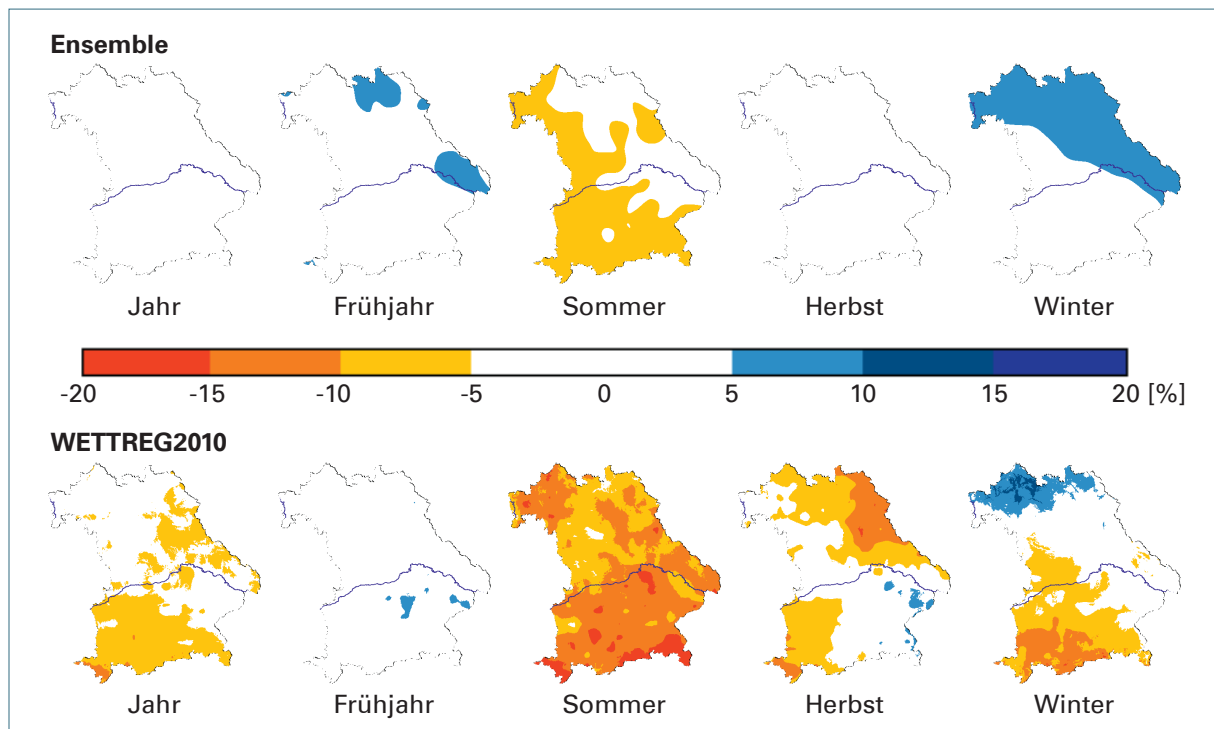 Ensemble
Jahr Frühjahr Sommer Herbst Winter
-20 -15 -10 -5 0 5 10 15 20 [%]
WETTREG2010
Jahr Frühjahr Sommer Herbst Winter